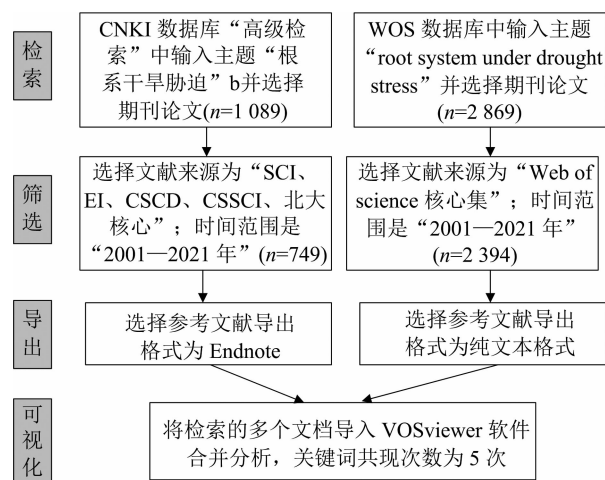 检
索
CNKI 数据库“高级检
索”中输入主题“根
系干旱胁迫”b并选择
期刊论文(n=1 089)
WOS 数据库中输入主题
“root system under drought
stress”并选择期刊论文
(n=2 869)
筛
选
选择文献来源为“SCI、
EI、CSCD、CSSCI、北大
核心”；时间范围是
“2001—2021 年”(n=749)
选择文献来源为“Web of
science 核心集”；时间范
围是“2001—2021 年”
(n=2 394)
导
出
选择参考文献导出
格式为 Endnote
选择参考文献导出
格式为纯文本格式
可
视
化
将检索的多个文档导入 VOSviewer 软件
合并分析，关键词共现次数为 5 次